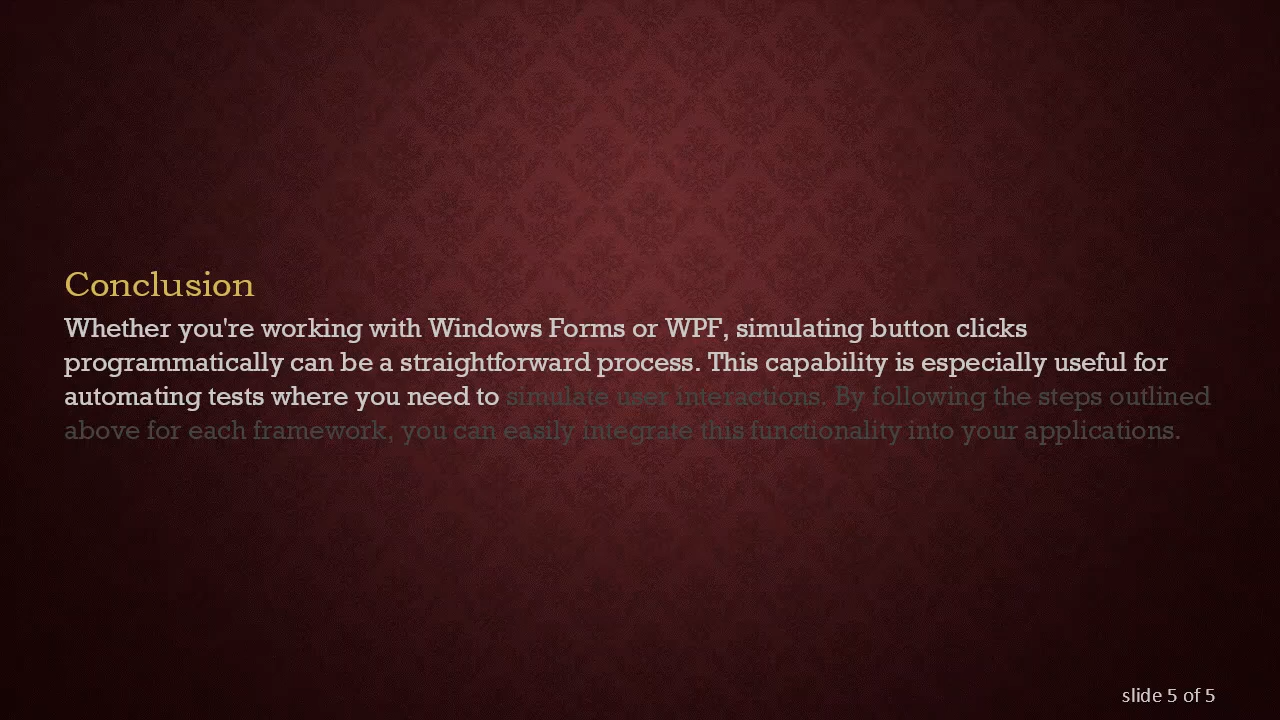 Conclusion
Whether you're working with Windows Forms or WPF, simulating button clicks
programmatically can be a straightforward process. This capability is especially useful for
automating tests where you need to simulate user interactions. By following the steps outlined
above for each framework, you can easily integrate this functionality into your applications.
slide 5 of 5